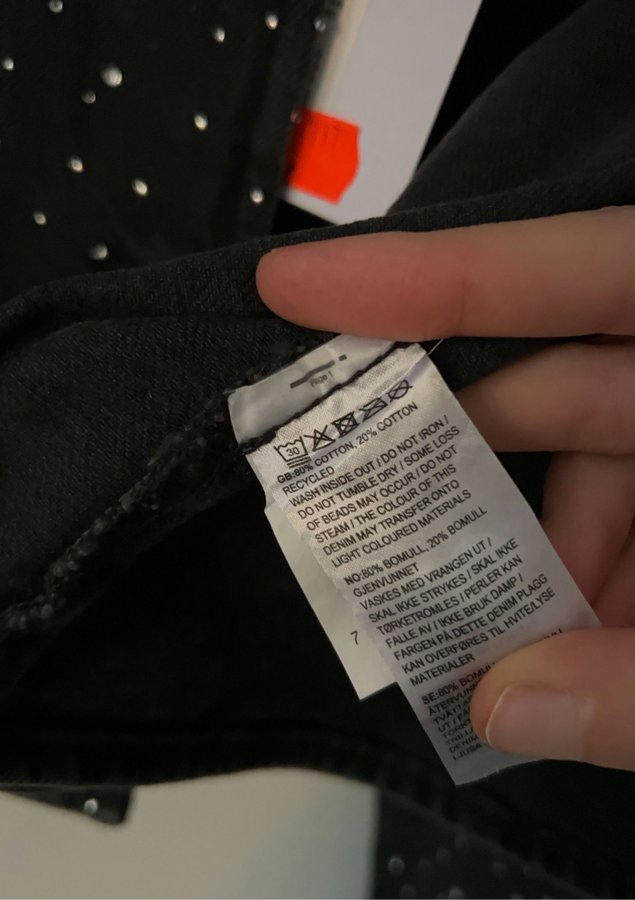 Page 1
30
GB:80% COTTON, 20% COTTON
RECYCLED
WASH INSIDE OUT / DO NOT IRON /
DO NOT TUMBLE DRY / SOME LOSS
OF BEADS MAY OCCUR / DO NOT
STEAM / THE COLOUR OF THIS
DENIM MAY TRANSFER ONTO
LIGHT COLOURED MATERIALS
NO:80% BOMULL, 20% BOMULL
GJENVUNNET
VASKES MED VRANGEN UT /
SKAL IKKE STRYKES / SKAL IKKE
TØRKETROMLES / PERLER KAN
FALLE AV / IKKE BRUK DAMP /
FARGEN PÅ DETTE DENIM PLAGG
KAN OVERFØRES TIL HVITE/LYSE
MATERIALER
7
SE:80% BOMULL